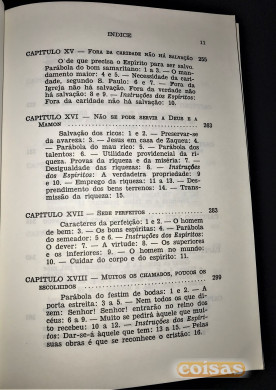 INDICE 11
CAPITULO XV — FORA DA CARIDADE NÃO HÁ SALVAÇÃO 255
O de que precisa o Espírito para ser salvo.
Parábola do bom samaritano: 1 a 3. — O man-
damento maior: 4 e 5. — Necessidade da cari-
dade, segundo S. Paulo: 6 e 7. — Fora da
Igreja não há salvação. Fora da verdade não
há salvação: 8 e 9. — Instruções dos Espíritos:
Fora da caridade não há salvação: 10.
CAPITULO XVI — NÃO SE PODE SERVIR A DEUS E A
MAMON 263
Salvação dos ricos: 1 e 2. — Preservar-se
da avareza: 3. — Jesus em casa de Zaqueu: 4.
— Parábola do mau rico: 5. — Parábola dos
talentos: 6. — Utilidade providencial da ri-
queza. Provas da riqueza e da miséria: 7. —
Desigualdade das riquezas: 8. — Instruções
dos Espíritos: A verdadeira propriedade: 9
e 10. — Emprego da riqueza: 11 a 13. — Des-
prendimento dos bens terrenos: 14. — Trans-
missão da riqueza: 15.
CAPITULO XVII — SEDE PERFEITOS 283
Caracteres da perfeição: 1 e 2. — O homem
de bem: 3. — Os bons espíritas: 4. — Parábola
do semeador: 5 e 6. — Instruções dos Espíritos:
O dever: 7. — A virtude: 8. — Os superiores
e os inferiores: 9. — O homem no mundo:
10. — Cuidar do corpo e do espírito: 11.
CAPITULO XVIII — MUITOS OS CHAMADOS, POUCOS OS
ESCOLHIDOS 299
Parábola do festim de bodas: 1 e 2. — A
porta estreita: 3 a 5. — Nem todos os que di-
zem: Senhor! Senhor! entrarão no reino dos
céus: 6 a 9. — Muito se pedirá àquele que mui-
to recebeu: 10 a 12. — Instruções dos Espíri-
tos: Dar-se-á àquele que tem: 13 a 15. — Pelas
suas obras é que se reconhece o cristão: 16.
coisas